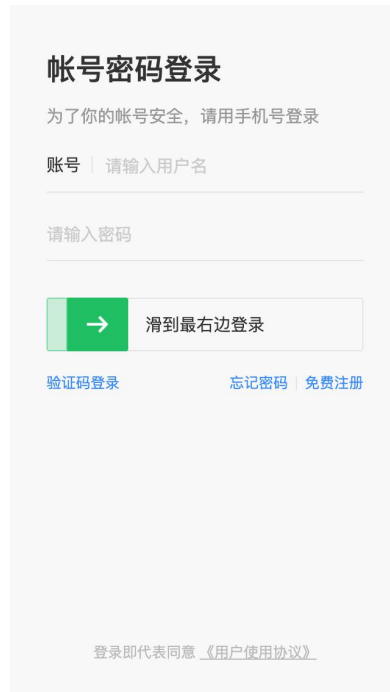 帐号密码登录
为了你的帐号安全，请用手机号登录
账号 请输入用户名
请输入密码
滑到最右边登录
验证码登录 忘记密码 免费注册
登录即代表同意 《用户使用协议》